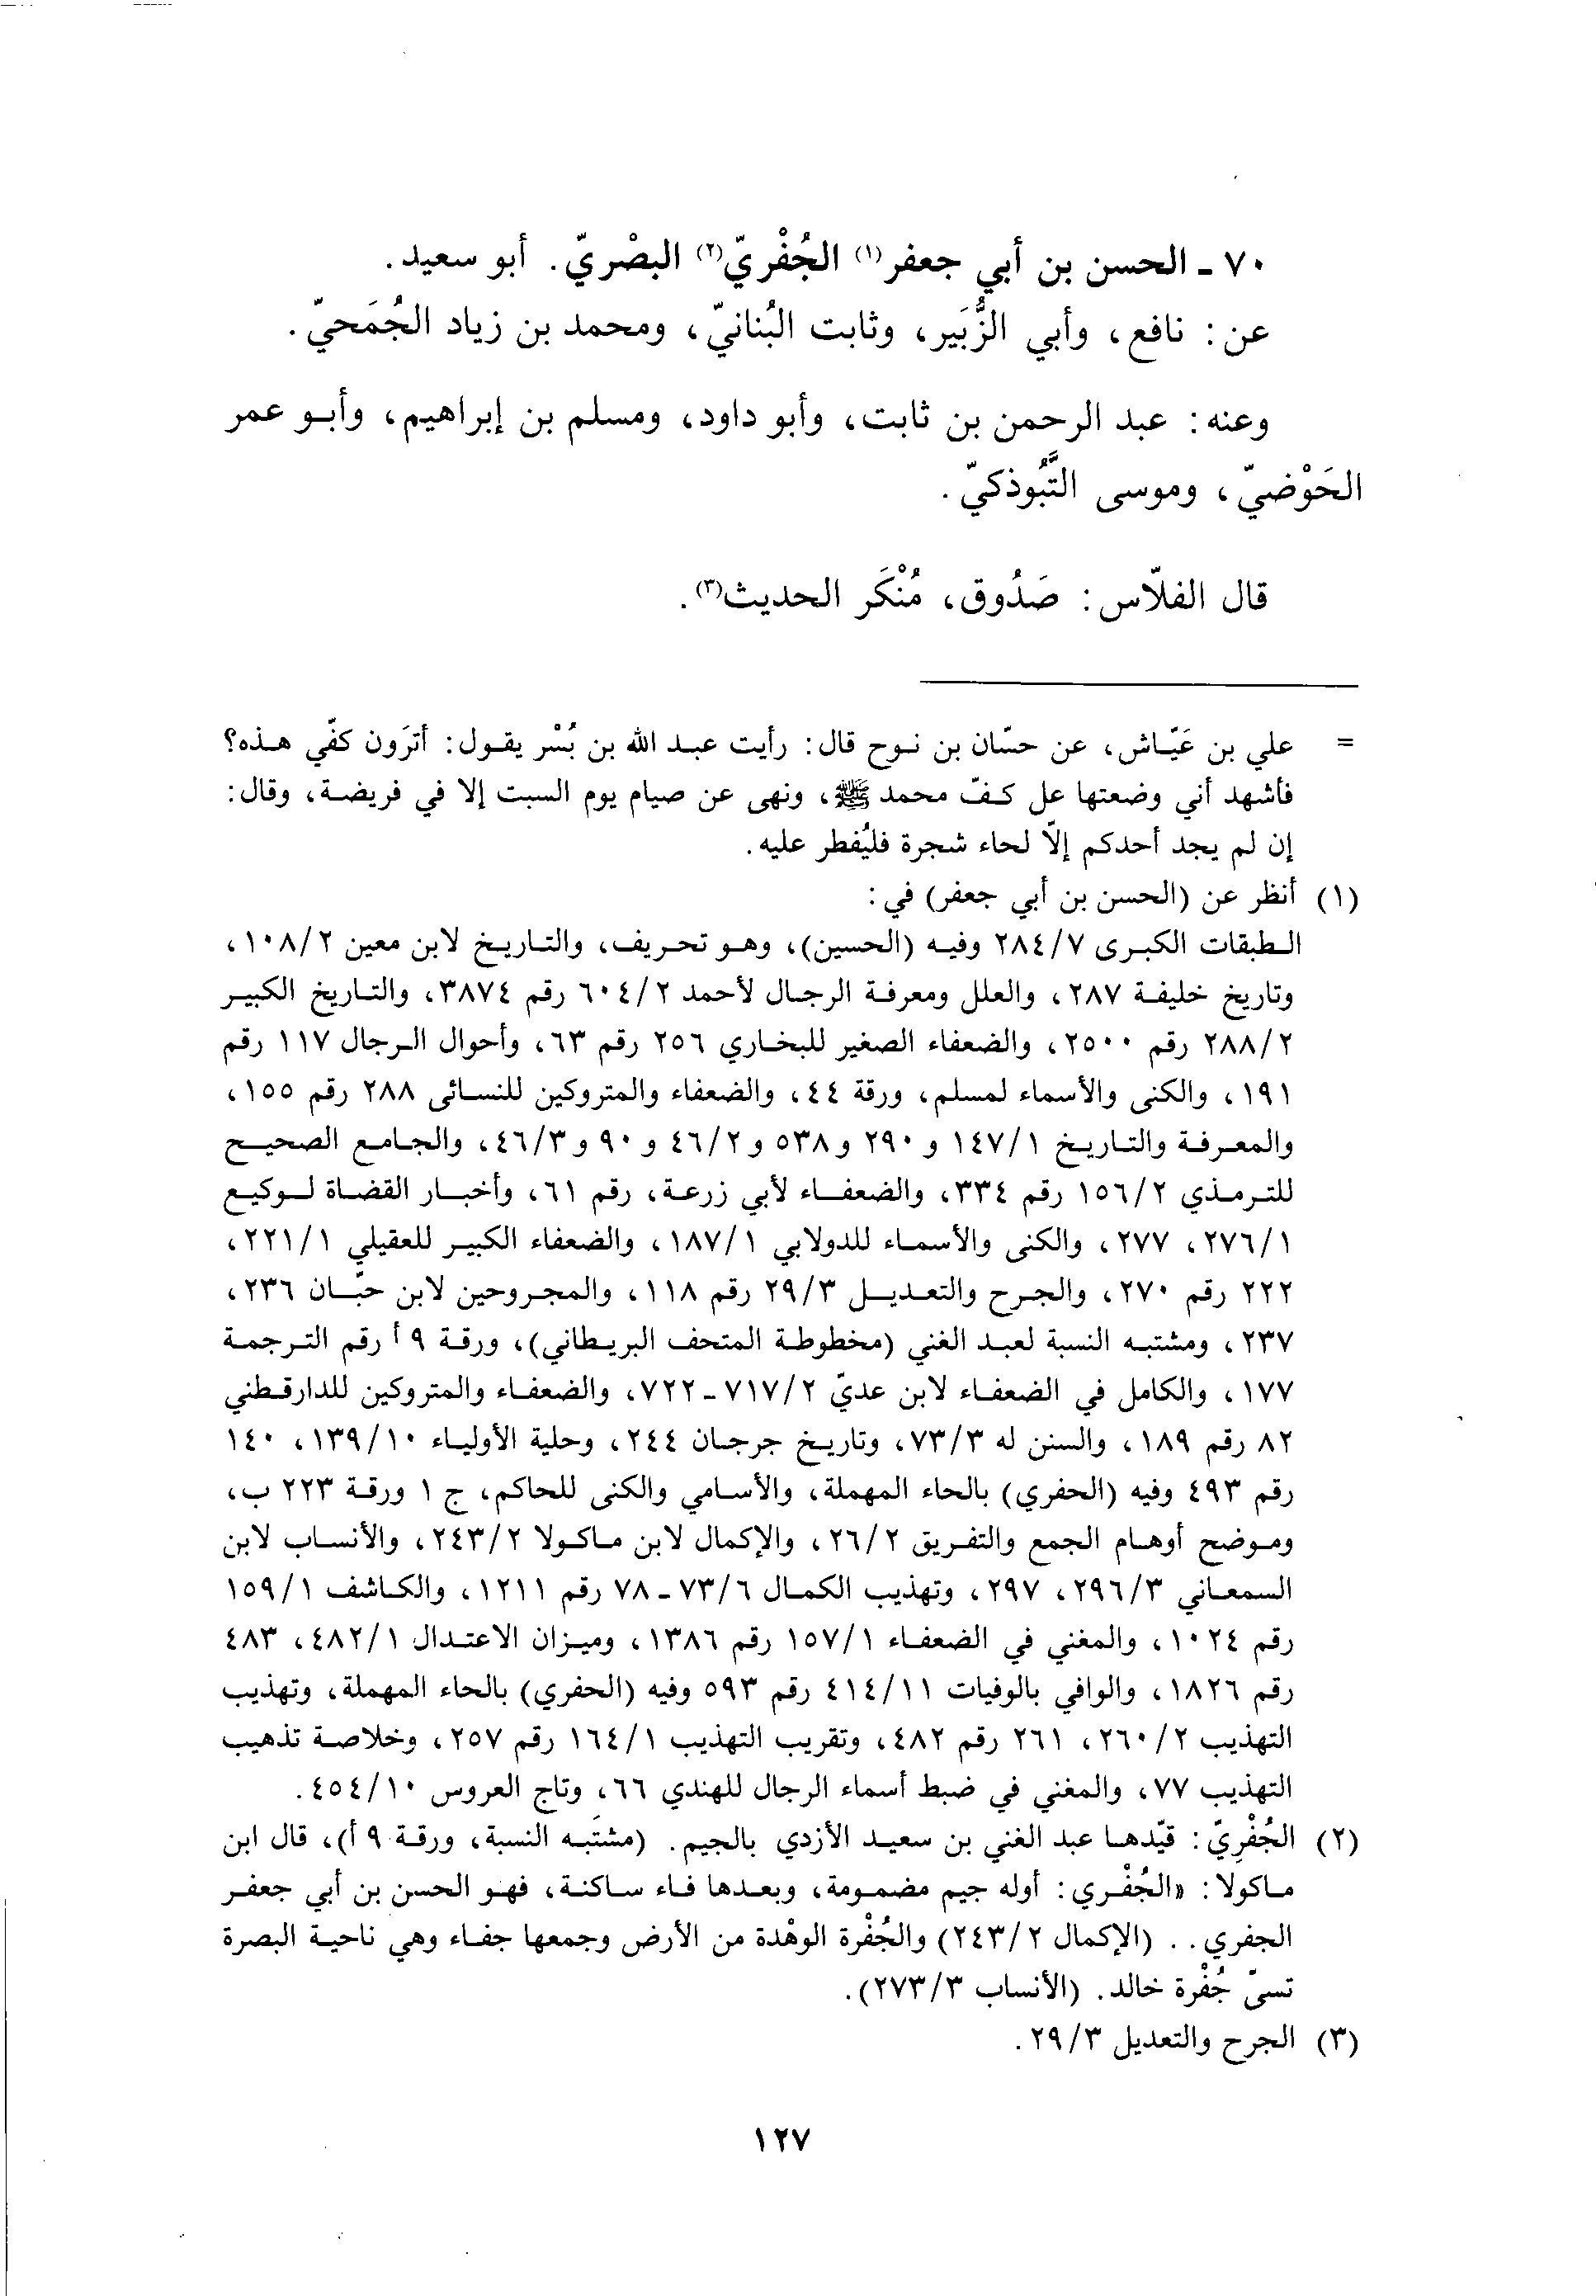 ٧٠ - الحسن بن أبي جعفر(١) الجُفْريّ(٢) البصْريّ. أبو سعيد.
عن: نافع، وأبي الزُّبَير، وثابت البُنانيّ، ومحمد بن زياد الجُمَحيّ.
وعنه: عبد الرحمن بن ثابت، وأبو داود، ومسلم بن إبراهيم، وأبو عمر
الحَوْضيّ، وموسى التَّبُوذكيّ.
قال الفلّاس: صَدُوق، مُنْكَر الحديث(٣).
= علي بن عَيّاش، عن حسّان بن نوح قال: رأيت عبد الله بن بُسْر يقول: أترَون كفّي هذه؟
فأشهد أني وضعتها عل كفّ محمد ﷺ، ونهى عن صيام يوم السبت إلا في فريضة، وقال:
إن لم يجد أحدكم إلّا لحاء شجرة فليُفطر عليه.
(١) أنظر عن (الحسن بن أبي جعفر) في:
الطبقات الكبرى ٢٨٤/٧ وفيه (الحسين)، وهو تحريف، والتاريخ لابن معين ١٠٨/٢،
وتاريخ خليفة ٢٨٧، والعلل ومعرفة الرجال لأحمد ٦٠٤/٢ رقم ٣٨٧٤، والتاريخ الكبير
٢٨٨/٢ رقم ٢٥٠٠، والضعفاء الصغير للبخاري ٢٥٦ رقم ٦٣، وأحوال الرجال ١١٧ رقم
١٩١، والكنى والأسماء لمسلم، ورقة ٤٤، والضعفاء والمتروكين للنسائى ٢٨٨ رقم ١٥٥،
والمعرفة والتاريخ ١٤٧/١ و ٢٩٠ و٥٣٨ و٤٦/٢ و ٩٠ و٤٦/٣، والجامع الصحيح
للترمذي ١٥٦/٢ رقم ٣٣٤، والضعفاء لأبي زرعة، رقم ٦١، وأخبار القضاة لوكيع
٢٧٦/١، ٢٧٧، والكنى والأسماء للدولابي ١٨٧/١، والضعفاء الكبير للعقيلي ٢٢١/١،
٢٢٢ رقم ٢٧٠، والجرح والتعديل ٢٩/٣ رقم ١١٨، والمجروحين لابن حبّان ٢٣٦،
٢٣٧، ومشتبه النسبة لعبد الغني (مخطوطة المتحف البريطاني)، ورقة ٩ أ رقم الترجمة
١٧٧، والكامل في الضعفاء لابن عديّ ٧١٧/٢ - ٧٢٢، والضعفاء والمتروكين للدارقطني
٨٢ رقم ١٨٩، والسنن له ٧٣/٣، وتاريخ جرجان ٢٤٤، وحلية الأولياء ١٣٩/١٠، ١٤٠
رقم ٤٩٣ وفيه (الحفري) بالحاء المهملة، والأسامي والكنى للحاكم، ج ١ ورقة ٢٢٣ ب،
وموضح أوهام الجمع والتفريق ٢٦/٢، والإكمال لابن ماكولا ٢٤٣/٢، والأنساب لابن
السمعاني ٢٩٦/٣، ٢٩٧، وتهذيب الكمال ٧٣/٦ - ٧٨ رقم ١٢١١، والكاشف ١٥٩/١
رقم ١٠٢٤، والمغني في الضعفاء ١٥٧/١ رقم ١٣٨٦، وميزان الاعتدال ٤٨٢/١، ٤٨٣
رقم ١٨٢٦، والوافي بالوفيات ٤١٤/١١ رقم ٥٩٣ وفيه (الحفري) بالحاء المهملة، وتهذيب
التهذيب ٢٦٠/٢، ٢٦١ رقم ٤٨٢، وتقريب التهذيب ١٦٤/١ رقم ٢٥٧، وخلاصة تذهيب
التهذيب ٧٧، والمغني في ضبط أسماء الرجال للهندي ٦٦، وتاج العروس ٤٥٤/١٠.
(٢) الجُفْرِيّ: قيّدها عبد الغني بن سعيد الأزدي بالجيم. (مشتَبه النسبة، ورقة ٩ أ)، قال ابن
ماكولا: «الجُفْري: أوله جيم مضمومة، وبعدها فاء ساكنة، فهو الحسن بن أبي جعفر
الجفري. . (الإكمال ٢٤٣/٢) والجُفْرة الوهْدة من الأرض وجمعها جفاء وهي ناحية البصرة
تسىّ جُفْرة خالد. (الأنساب ٢٧٣/٣).
(٣) الجرح والتعديل ٢٩/٣.
١٢٧